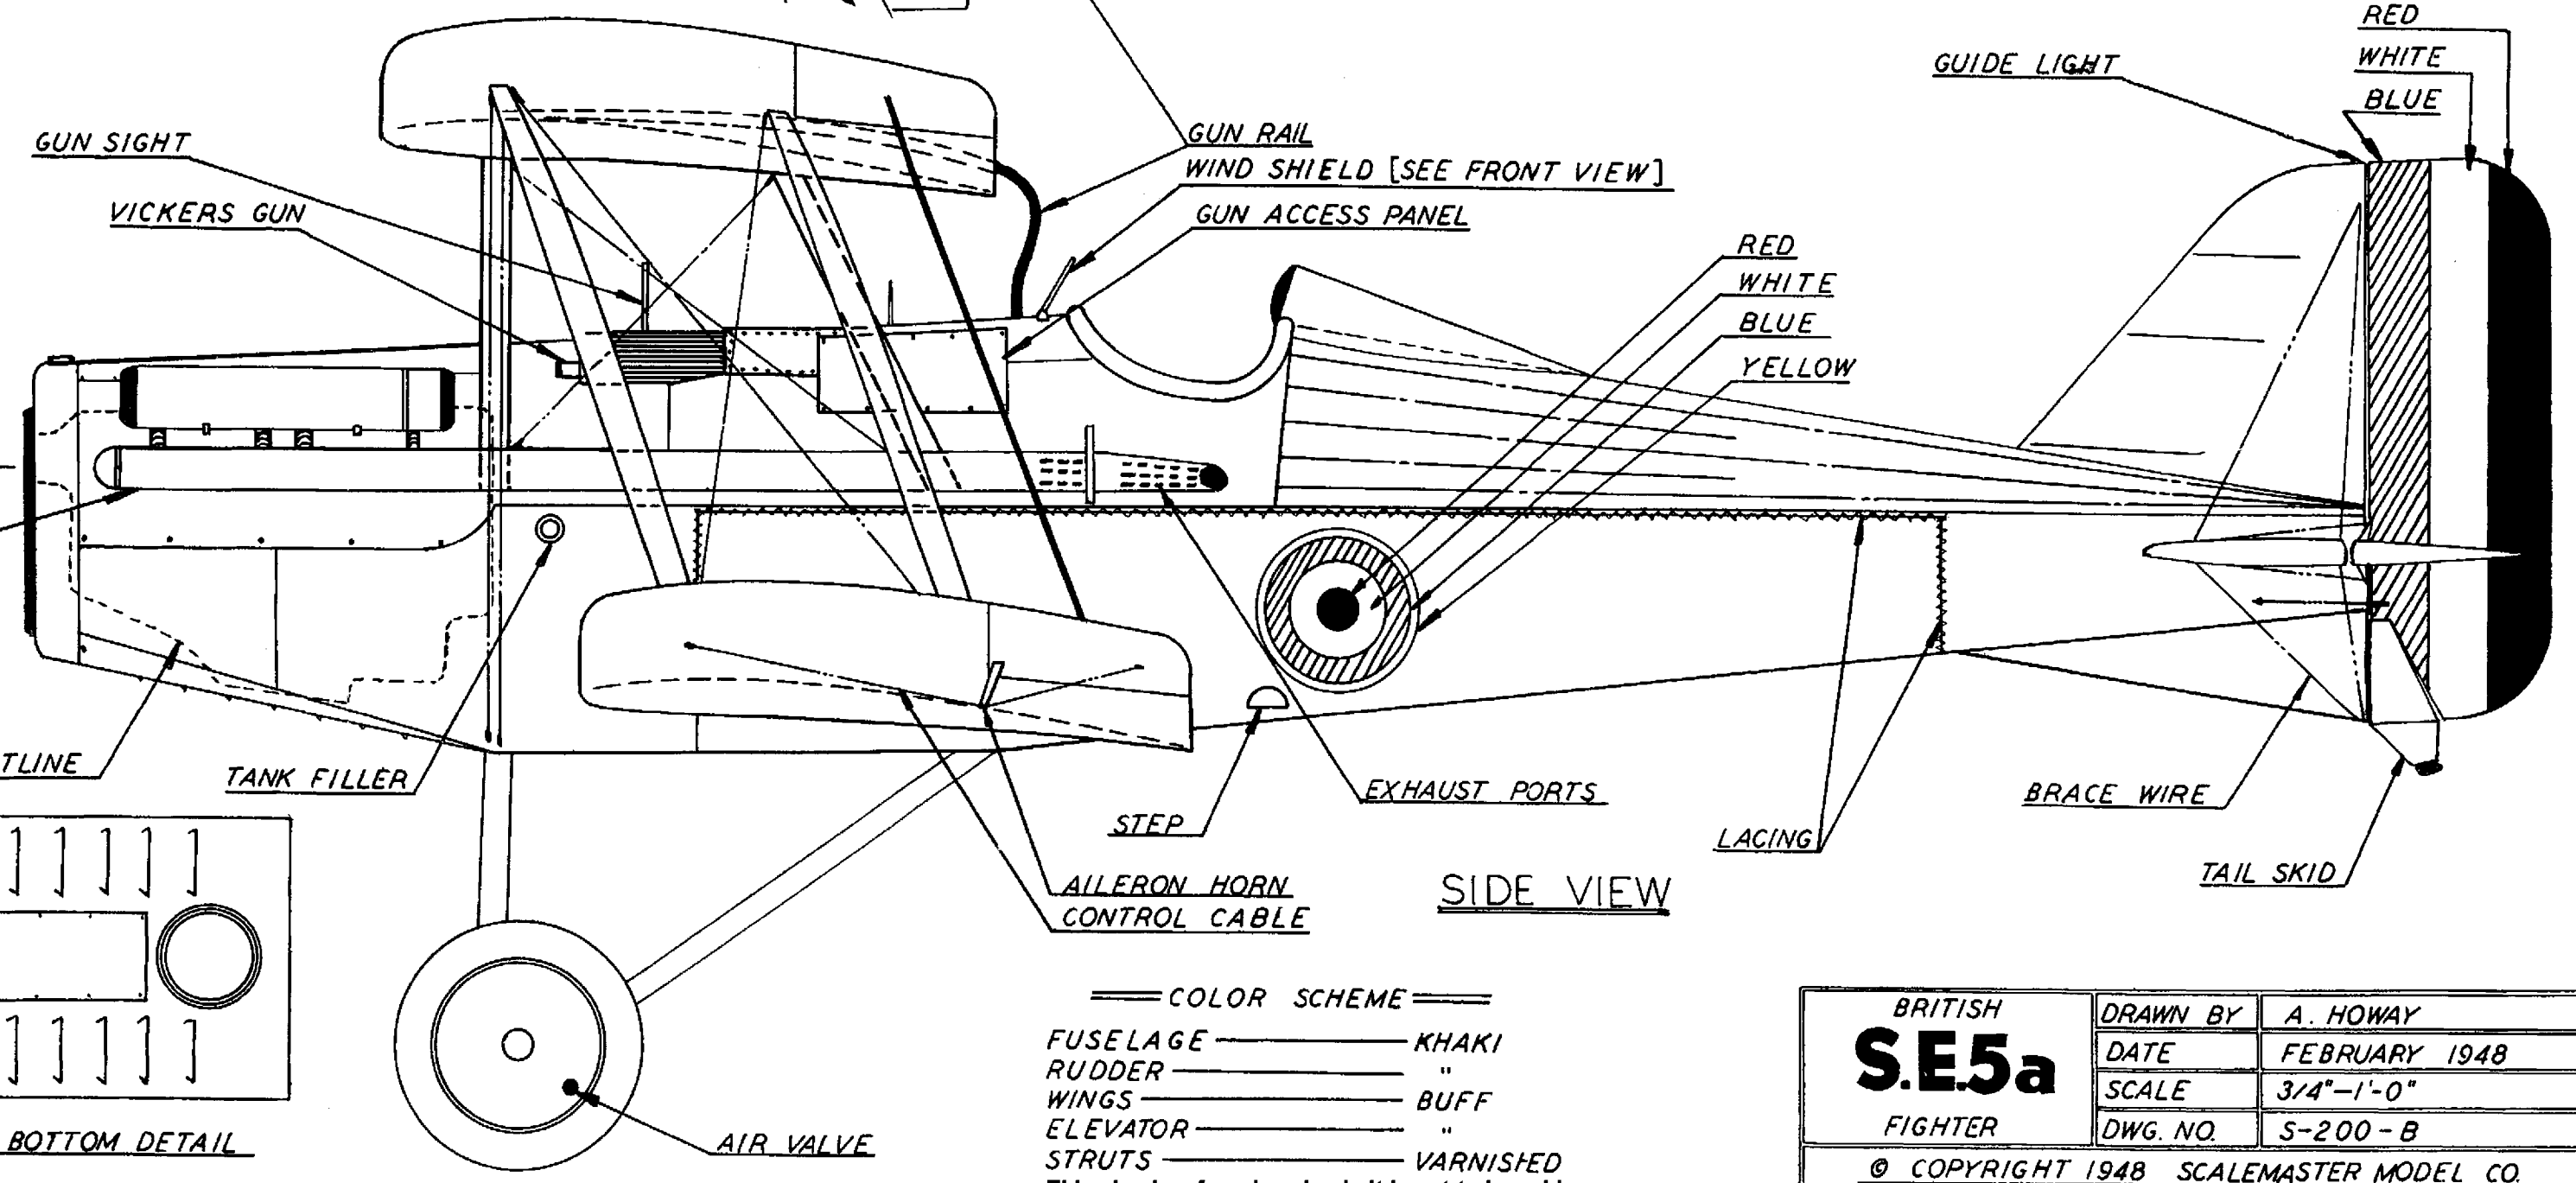 RED
WHITE
BLUE
GUIDE LIGHT
GUN SIGHT
VICKERS GUN
GUN RAIL
WIND SHIELD [SEE FRONT VIEW]
GUN ACCESS PANEL
RED
WHITE
BLUE
YELLOW
TLINE
TANK FILLER
EXHAUST PORTS
STEP
BRACE WIRE
LACING
TAIL SKID
AILERON HORN
CONTROL CABLE
SIDE VIEW
BOTTOM DETAIL
AIR VALVE
COLOR SCHEME
FUSELAGE KHAKI
RUDDER "
WINGS BUFF
ELEVATOR "
STRUTS VARNISHED
BRITISH
S.E.5a
FIGHTER
DRAWN BY A. HOWAY
DATE FEBRUARY 1948
SCALE 3/4"-1'-0"
DWG. NO. S-200-B
© COPYRIGHT 1948 SCALEMASTER MODEL CO.